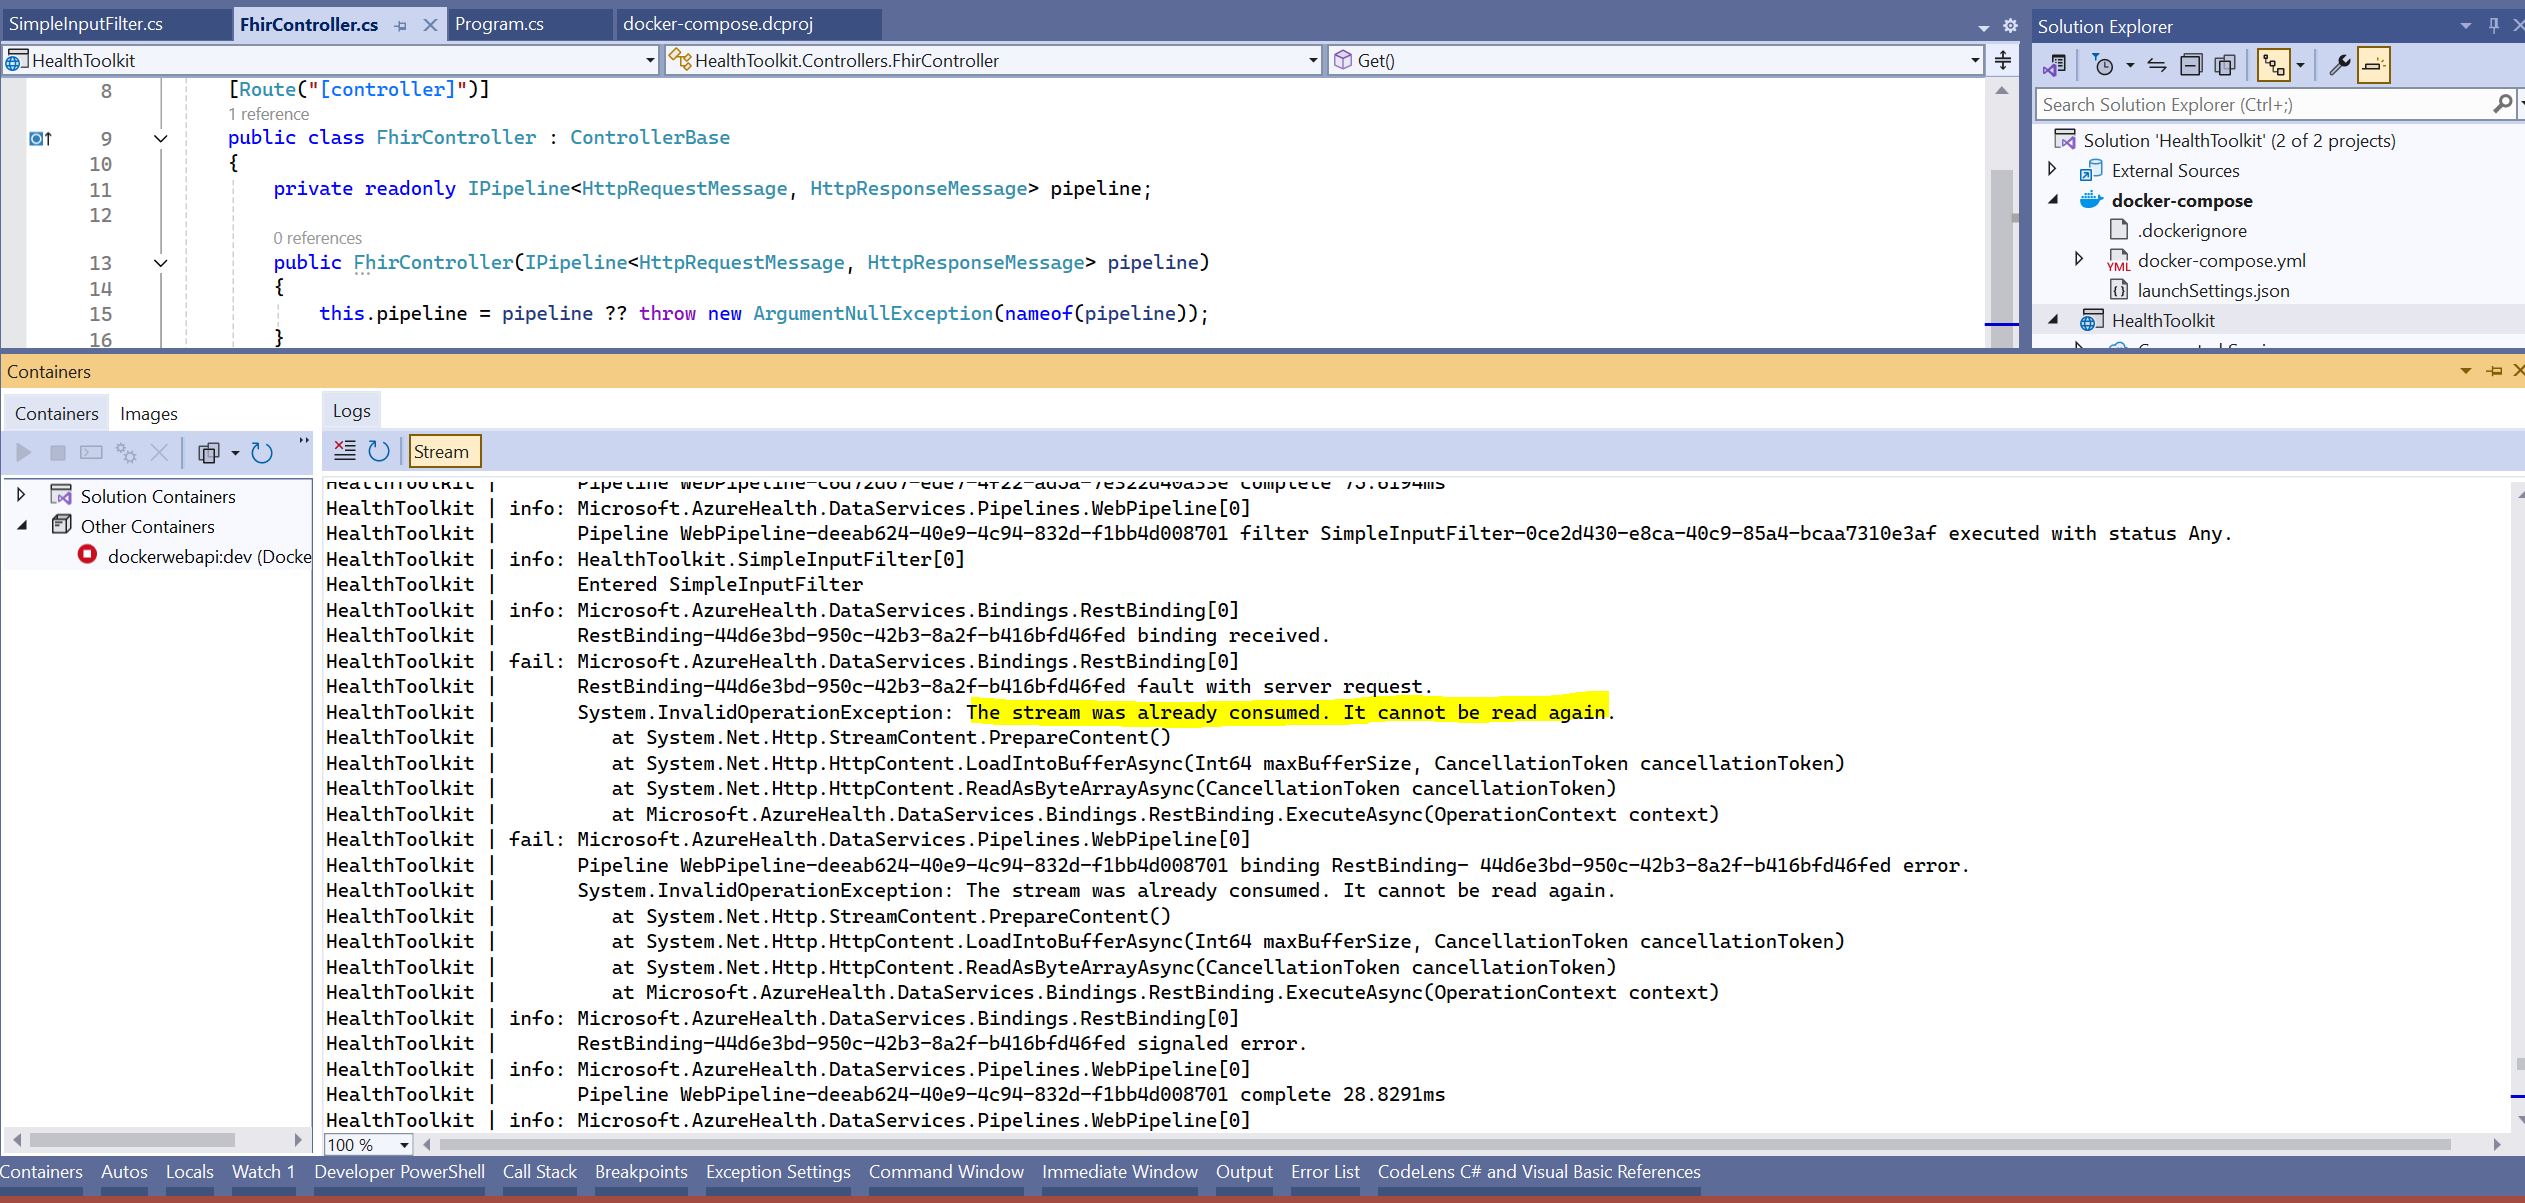 SimpleInputFilter.cs FhirController.cs Program.cs docker-compose.dcproj
HealthToolkit HealthToolkit.Controllers.FhirController Get()
8 [Route("[controller]")]
1 reference
9 public class FhirController : ControllerBase
10 {
11 private readonly IPipeline<HttpRequestMessage, HttpResponseMessage> pipeline;
12
0 references
13 public FhirController(IPipeline<HttpRequestMessage, HttpResponseMessage> pipeline)
14 {
15 this.pipeline = pipeline ?? throw new ArgumentNullException(nameof(pipeline));
16 }
Solution Explorer
Search Solution Explorer (Ctrl+;)
Solution 'HealthToolkit' (2 of 2 projects)
External Sources
docker-compose
.dockerignore
YML docker-compose.yml
launchSettings.json
HealthToolkit
Containers
Containers Images
Solution Containers
Other Containers
dockerwebapi:dev (Docke
Logs
Stream
HealthToolkit | info: Microsoft.AzureHealth.DataServices.Pipelines.WebPipeline[0]
HealthToolkit | Pipeline WebPipeline-deeab624-40e9-4c94-832d-f1bb4d008701 filter SimpleInputFilter-0ce2d430-e8ca-40c9-85a4-bcaa7310e3af executed with status Any.
HealthToolkit | info: HealthToolkit.SimpleInputFilter[0]
HealthToolkit | Entered SimpleInputFilter
HealthToolkit | info: Microsoft.AzureHealth.DataServices.Bindings.RestBinding[0]
HealthToolkit | RestBinding-44d6e3bd-950c-42b3-8a2f-b416bfd46fed binding received.
HealthToolkit | fail: Microsoft.AzureHealth.DataServices.Bindings.RestBinding[0]
HealthToolkit | RestBinding-44d6e3bd-950c-42b3-8a2f-b416bfd46fed fault with server request.
HealthToolkit | System.InvalidOperationException: The stream was already consumed. It cannot be read again.
HealthToolkit | at System.Net.Http.StreamContent.PrepareContent()
HealthToolkit | at System.Net.Http.HttpContent.LoadIntoBufferAsync(Int64 maxBufferSize, CancellationToken cancellationToken)
HealthToolkit | at System.Net.Http.HttpContent.ReadAsByteArrayAsync(CancellationToken cancellationToken)
HealthToolkit | at Microsoft.AzureHealth.DataServices.Bindings.RestBinding.ExecuteAsync(OperationContext context)
HealthToolkit | fail: Microsoft.AzureHealth.DataServices.Pipelines.WebPipeline[0]
HealthToolkit | Pipeline WebPipeline-deeab624-40e9-4c94-832d-f1bb4d008701 binding RestBinding- 44d6e3bd-950c-42b3-8a2f-b416bfd46fed error.
HealthToolkit | System.InvalidOperationException: The stream was already consumed. It cannot be read again.
HealthToolkit | at System.Net.Http.StreamContent.PrepareContent()
HealthToolkit | at System.Net.Http.HttpContent.LoadIntoBufferAsync(Int64 maxBufferSize, CancellationToken cancellationToken)
HealthToolkit | at System.Net.Http.HttpContent.ReadAsByteArrayAsync(CancellationToken cancellationToken)
HealthToolkit | at Microsoft.AzureHealth.DataServices.Bindings.RestBinding.ExecuteAsync(OperationContext context)
HealthToolkit | info: Microsoft.AzureHealth.DataServices.Bindings.RestBinding[0]
HealthToolkit | RestBinding-44d6e3bd-950c-42b3-8a2f-b416bfd46fed signaled error.
HealthToolkit | info: Microsoft.AzureHealth.DataServices.Pipelines.WebPipeline[0]
HealthToolkit | Pipeline WebPipeline-deeab624-40e9-4c94-832d-f1bb4d008701 complete 28.8291ms
HealthToolkit | info: Microsoft.AzureHealth.DataServices.Pipelines.WebPipeline[0]
100 %
Containers Autos Locals Watch 1 Developer PowerShell Call Stack Breakpoints Exception Settings Command Window Immediate Window Output Error List CodeLens C# and Visual Basic References